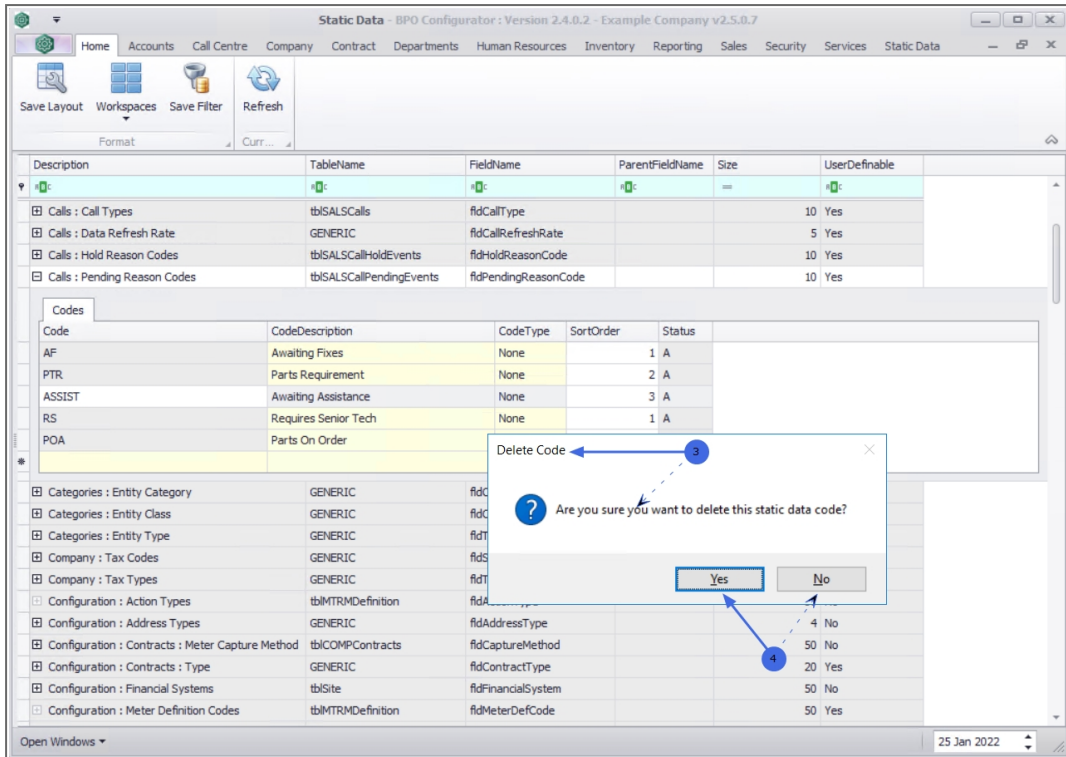 Static Data - BPO Configurator : Version 2.4.0.2 - Example Company v2.5.0.7
Home Accounts Call Centre Company Contract Departments Human Resources Inventory Reporting Sales Security Services Static Data
Save Layout Workspaces Save Filter Refresh
Format Curr...
Description TableName FieldName ParentFieldName Size UserDefinable
Calls : Call Types tblSALSCalls fldCallType 10 Yes
Calls : Data Refresh Rate GENERIC fldCallRefreshRate 5 Yes
Calls : Hold Reason Codes tblSALSCallHoldEvents fldHoldReasonCode 10 Yes
Calls : Pending Reason Codes tblSALSCallPendingEvents fldPendingReasonCode 10 Yes
Codes
Code CodeDescription CodeType SortOrder Status
AF Awaiting Fixes None 1 A
PTR Parts Requirement None 2 A
ASSIST Awaiting Assistance None 3 A
RS Requires Senior Tech None 1 A
POA Parts On Order
Delete Code 3
Are you sure you want to delete this static data code?
Yes No
4
Categories : Entity Category GENERIC
Categories : Entity Class GENERIC
Categories : Entity Type GENERIC
Company : Tax Codes GENERIC
Company : Tax Types GENERIC
Configuration : Action Types tblMTRMDefinition
Configuration : Address Types GENERIC fldAddressType 4 No
Configuration : Contracts : Meter Capture Method tblCOMPContracts fldCaptureMethod 50 No
Configuration : Contracts : Type GENERIC fldContractType 20 Yes
Configuration : Financial Systems tblSite fldFinancialSystem 50 No
Configuration : Meter Definition Codes tblMTRMDefinition fldMeterDefCode 50 Yes
Open Windows 25 Jan 2022